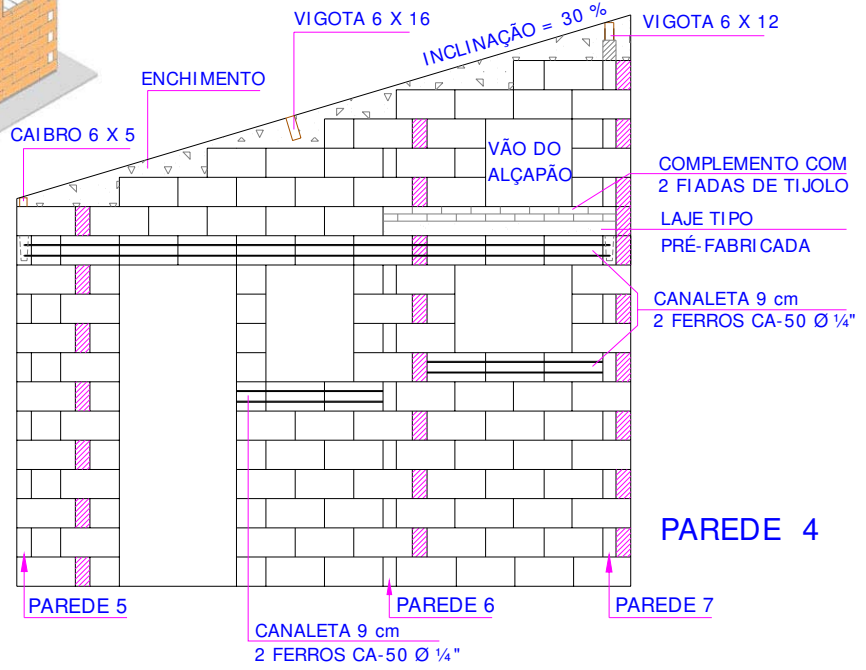 VIGOTA 6 X 16
INCLINAÇÃO = 30 %
VIGOTA 6 X 12
ENCHIMENTO
CAIBRO 6 X 5
VÃO DO
ALÇAPÃO
COMPLEMENTO COM
2 FIADAS DE TIJOLO
LAJE TIPO
PRÉ-FABRICADA
CANALETA 9 cm
2 FERROS CA-50 Ø ¼"
PAREDE 4
PAREDE 5
PAREDE 6
PAREDE 7
CANALETA 9 cm
2 FERROS CA-50 Ø ¼"